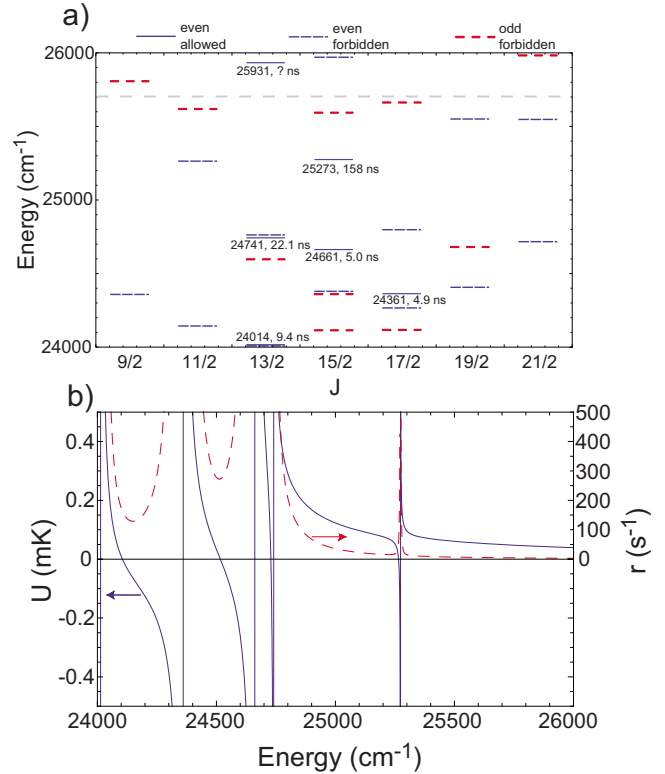 a)
even allowed
even forbidden
odd forbidden
26000
25000
24000
Energy (cm-1)
25931, ? ns
25273, 158 ns
24741, 22.1 ns
24661, 5.0 ns
24361, 4.9 ns
24014, 9.4 ns
9/2 11/2 13/2 15/2 17/2 19/2 21/2
J
b)
0.4
0.2
0
-0.2
-0.4
U (mK)
500
400
300
200
100
0
r (s-1)
24000 24500 25000 25500 26000
Energy (cm-1)